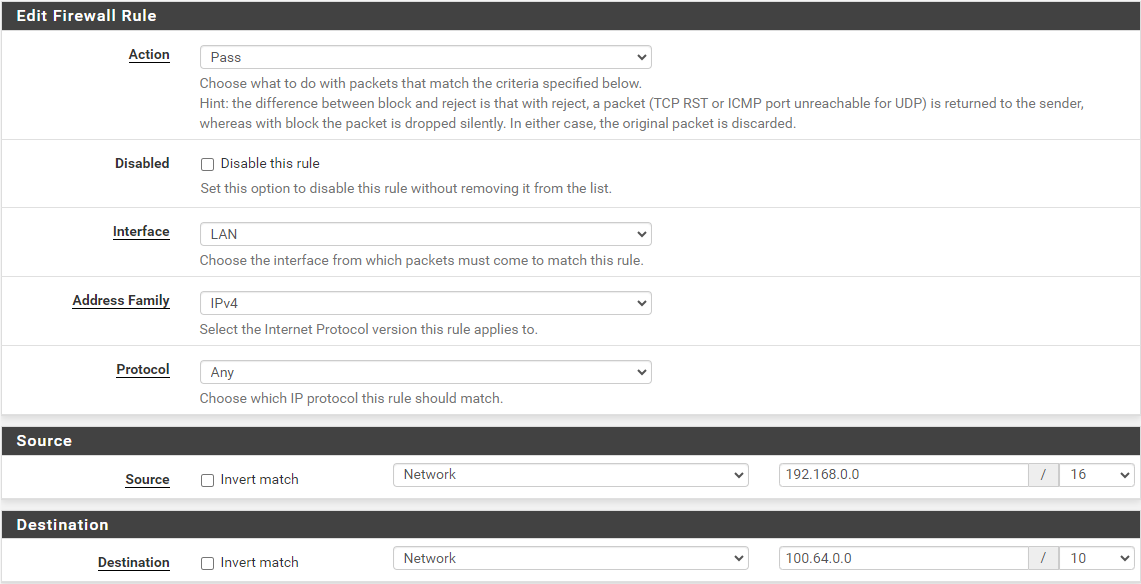 Edit Firewall Rule
Action
Pass
Choose what to do with packets that match the criteria specified below.
Hint: the difference between block and reject is that with reject, a packet (TCP RST or ICMP port unreachable for UDP) is returned to the sender,
whereas with block the packet is dropped silently. In either case, the original packet is discarded.
Disabled
Disable this rule
Set this option to disable this rule without removing it from the list.
Interface
LAN
Choose the interface from which packets must come to match this rule.
Address Family
IPv4
Select the Internet Protocol version this rule applies to.
Protocol
Any
Choose which IP protocol this rule should match.
Source
Source
Invert match
Network
192.168.0.0
/
16
Destination
Destination
Invert match
Network
100.64.0.0
/
10